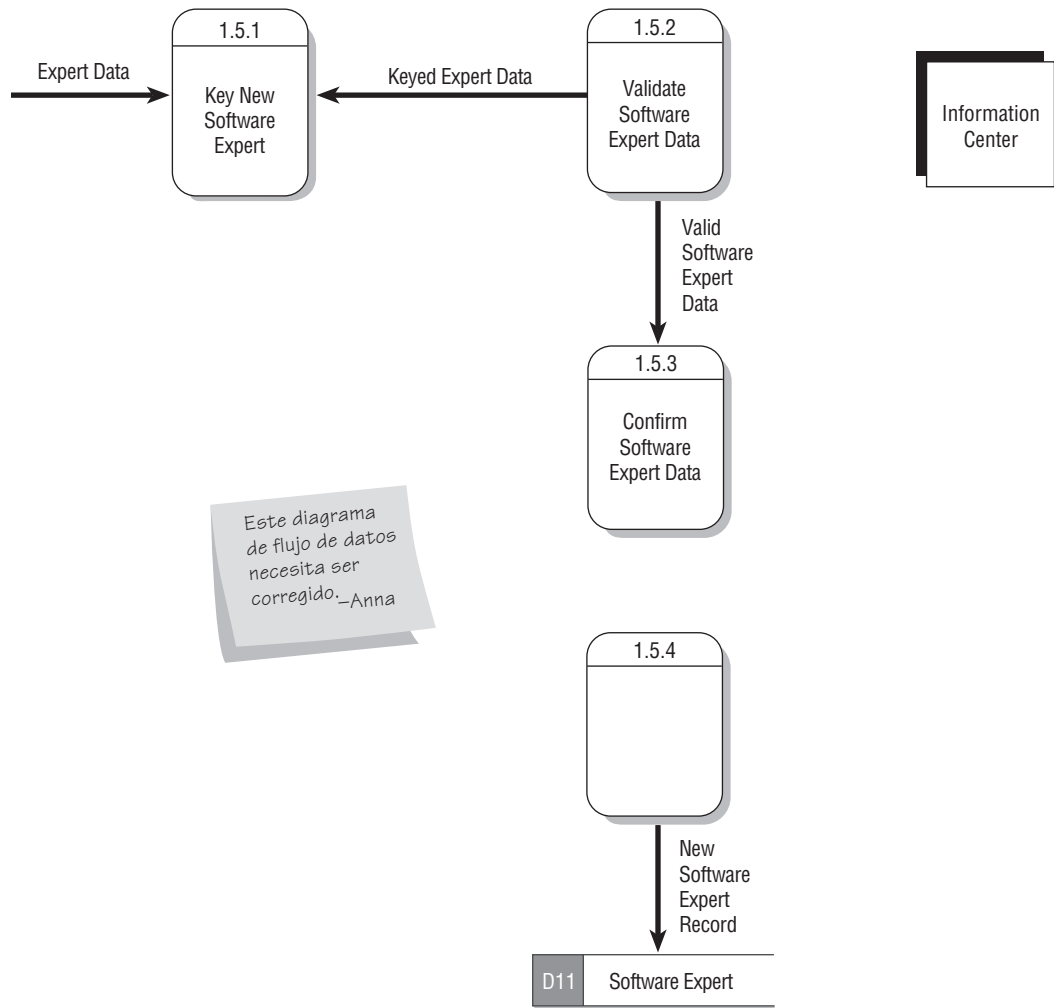 1.5.1
1.5.2
Expert Data
Keyed Expert Data
Key New
Software
Expert
Validate
Software
Expert Data
Information
Center
Valid
Software
Expert
Data
1.5.3
Confirm
Software
Expert Data
Este diagrama
de flujo de datos
necesita ser
corregido.
–Anna
1.5.4
New
Software
Expert
Record
D11
Software Expert